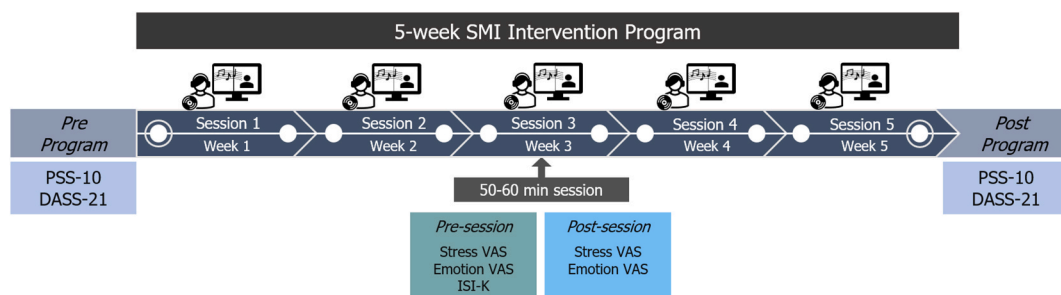 5-week SMI Intervention Program
Pre
Program
Session 1
Week 1
Session 2
Week 2
Session 3
Week 3
Session 4
Week 4
Session 5
Week 5
Post
Program
PSS-10
DASS-21
50-60 min session
PSS-10
DASS-21
Pre-session
Stress VAS
Emotion VAS
ISI-K
Post-session
Stress VAS
Emotion VAS